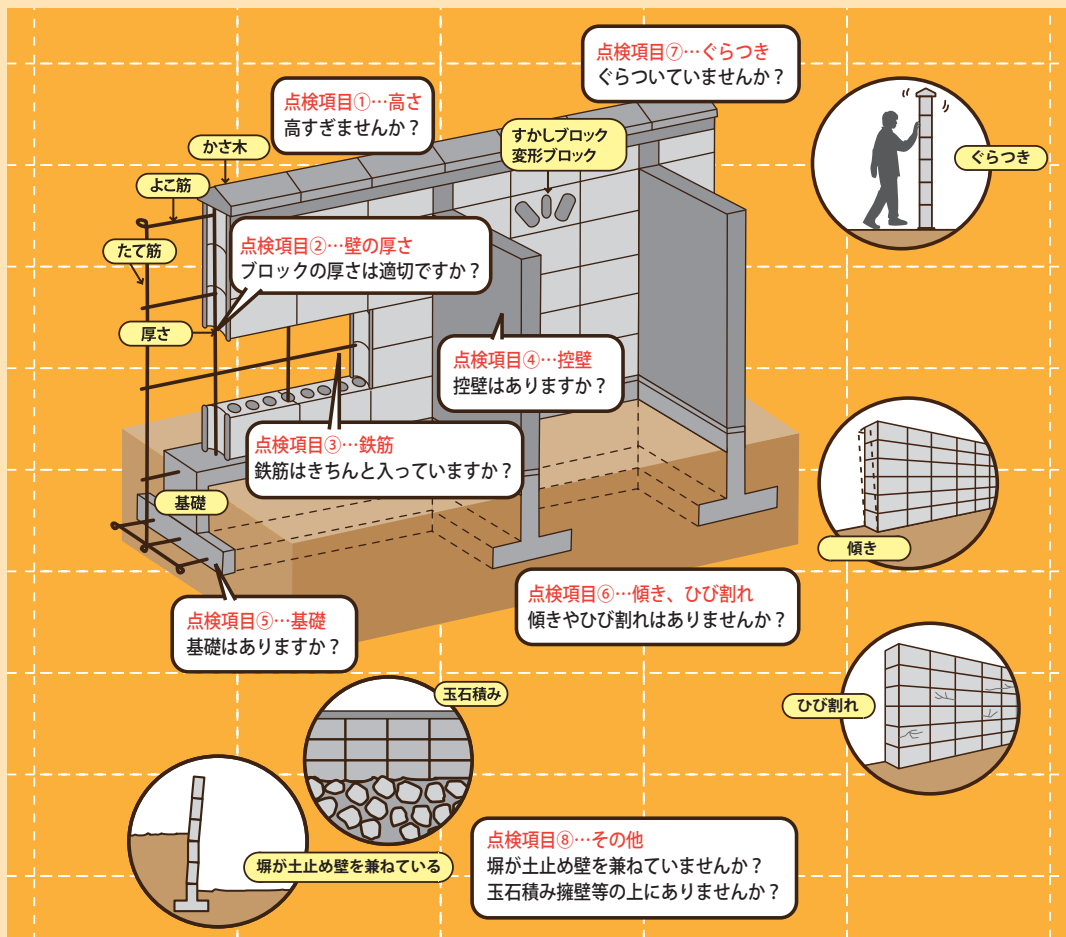 点検項目①…高さ
高すぎませんか？
点検項目⑦…ぐらつき
ぐらついていませんか？
かさ木
すかしブロック
変形ブロック
ぐらつき
よこ筋
たて筋
点検項目②…壁の厚さ
ブロックの厚さは適切ですか？
厚さ
点検項目④…控壁
控壁はありますか？
点検項目③…鉄筋
鉄筋はきちんと入っていますか？
基礎
傾き
点検項目⑤…基礎
基礎はありますか？
点検項目⑥…傾き、ひび割れ
傾きやひび割れはありませんか？
玉石積み
ひび割れ
塀が土止め壁を兼ねている
点検項目⑧…その他
塀が土止め壁を兼ねていませんか？
玉石積み擁壁等の上にありませんか？